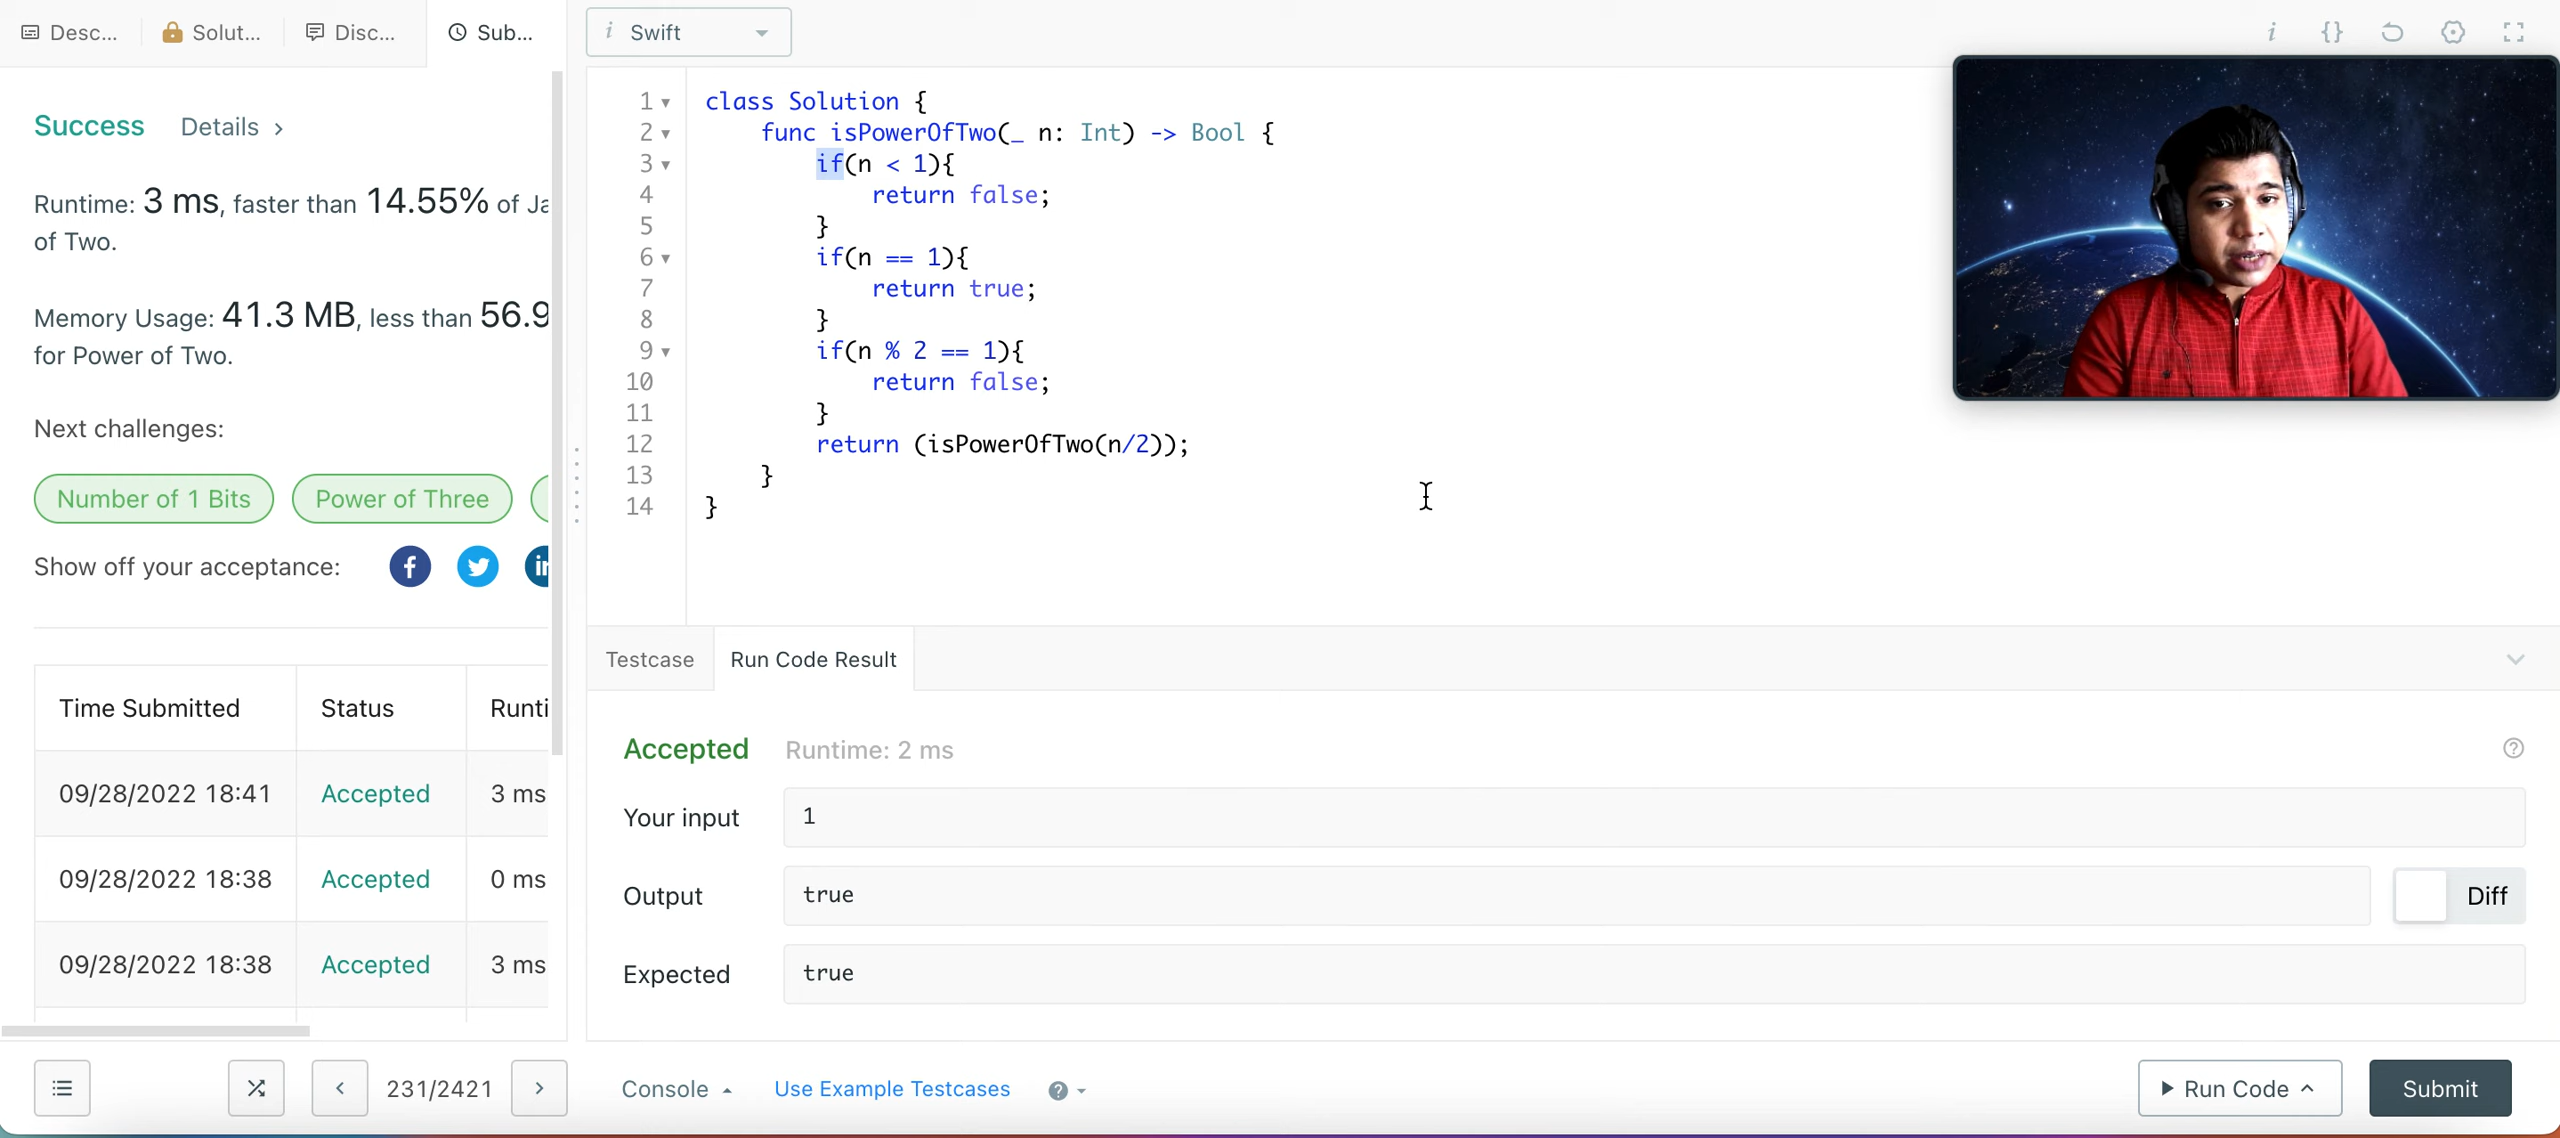 Desc...
Solut...
Disc...
Sub...
Swift
Success
Details
Runtime: 3 ms, faster than 14.55% of Ja
of Two.
Memory Usage: 41.3 MB, less than 56.9
for Power of Two.
Next challenges:
Number of 1 Bits
Power of Three
Show off your acceptance:
Time Submitted Status Runti
09/28/2022 18:41 Accepted 3 ms
09/28/2022 18:38 Accepted 0 ms
09/28/2022 18:38 Accepted 3 ms
231/2421
1 class Solution {
2 func isPowerOfTwo(_ n: Int) -> Bool {
3 if(n < 1){
4 return false;
5 }
6 if(n == 1){
7 return true;
8 }
9 if(n % 2 == 1){
10 return false;
11 }
12 return (isPowerOfTwo(n/2));
13 }
14 }
Testcase
Run Code Result
Accepted Runtime: 2 ms
Your input 1
Output true
Diff
Expected true
Console
Use Example Testcases
Run Code
Submit